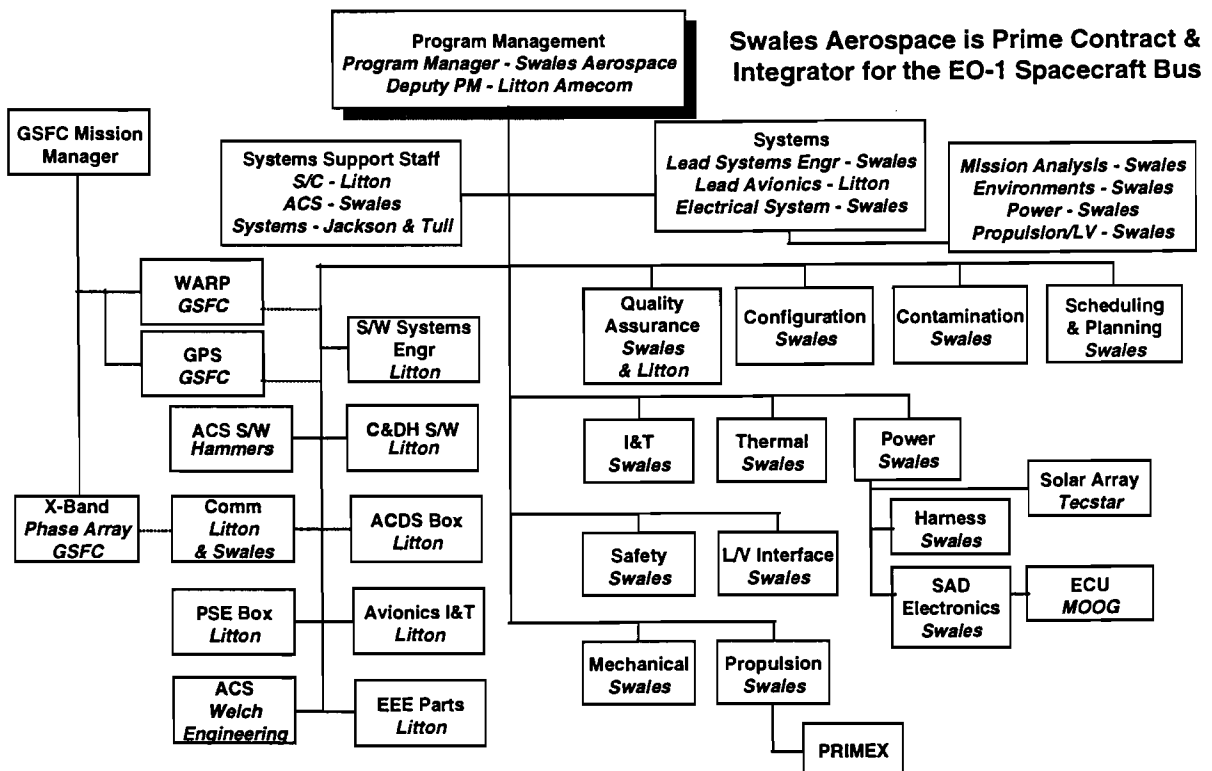 Program Management
Program Manager - Swales Aerospace
Deputy PM - Litton Amecom
Swales Aerospace is Prime Contract &
Integrator for the EO-1 Spacecraft Bus
GSFC Mission
Manager
Systems Support Staff
S/C - Litton
ACS - Swales
Systems - Jackson & Tull
Systems
Lead Systems Engr - Swales
Lead Avionics - Litton
Electrical System - Swales
Mission Analysis - Swales
Environments - Swales
Power - Swales
Propulsion/LV - Swales
WARP
GSFC
GPS
GSFC
S/W Systems
Engr
Litton
Quality
Assurance
Swales
& Litton
Configuration
Swales
Contamination
Swales
Scheduling
& Planning
Swales
ACS S/W
Hammers
C&DH S/W
Litton
I&T
Swales
Thermal
Swales
Power
Swales
Solar Array
Tecstar
X-Band
Phase Array
GSFC
Comm
Litton
& Swales
ACDS Box
Litton
Harness
Swales
Safety
Swales
L/V Interface
Swales
SAD
Electronics
Swales
ECU
MOOG
PSE Box
Litton
Avionics I&T
Litton
Mechanical
Swales
Propulsion
Swales
ACS
Welch
Engineering
EEE Parts
Litton
PRIMEX